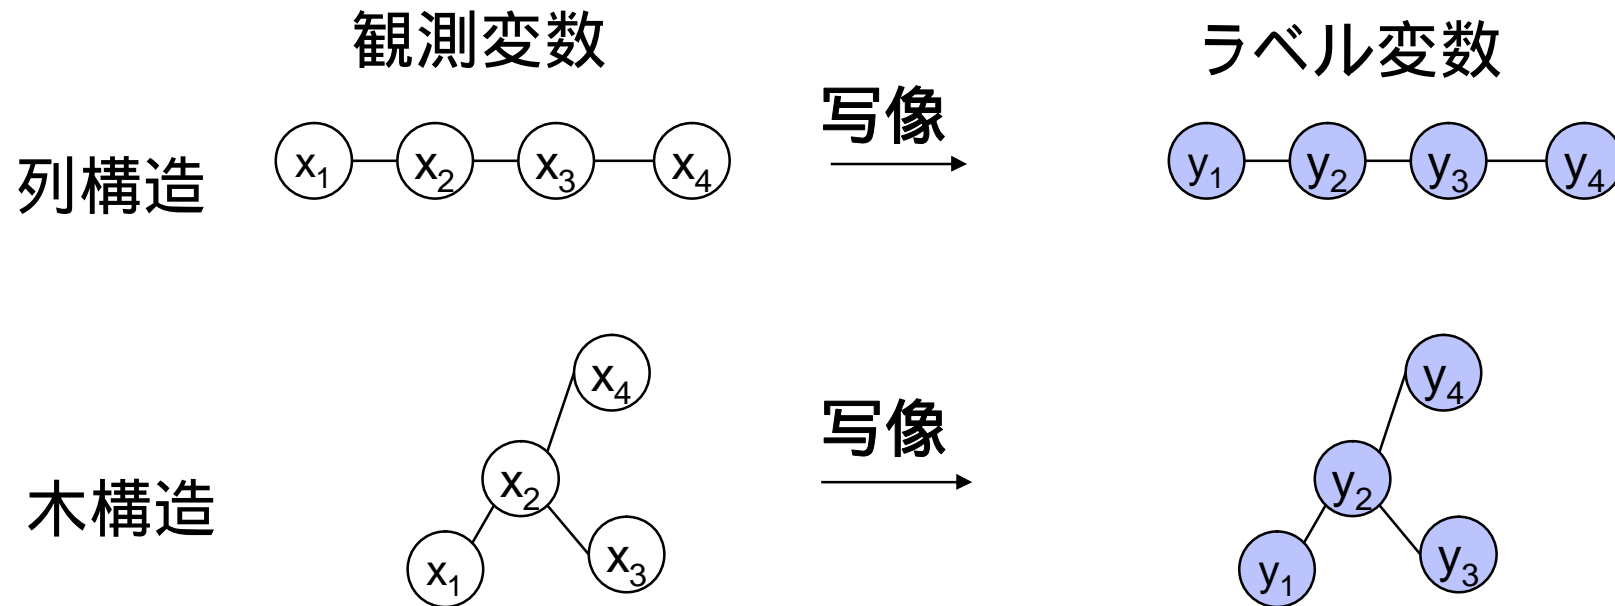 観測変数
ラベル変数
写像
列構造
x1 x2 x3 x4
y1 y2 y3 y4
x4
y4
写像
x2
y2
木構造
x1
x3
y1
y3